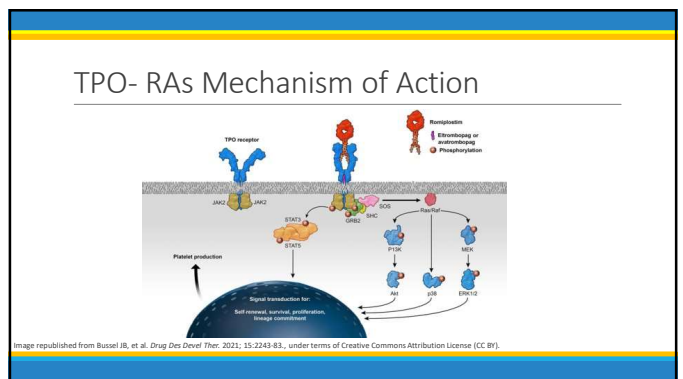 TPO- RAs Mechanism of Action
TPO receptor
Romiplostim
Eltrombopag or
avatrombopag
Phosphorylation
JAK2
JAK2
SOS
SHC
GRB2
Ras/Raf
STAT3
STAT5
P13K
MEK
Platelet production
Akt
p38
ERK1/2
Signal transduction for:
Self-renewal, survival, proliferation,
lineage commitment
Image republished from Bussel JB, et al. Drug Des Devel Ther. 2021; 15:2243-83., under terms of Creative Commons Attribution License (CC BY).